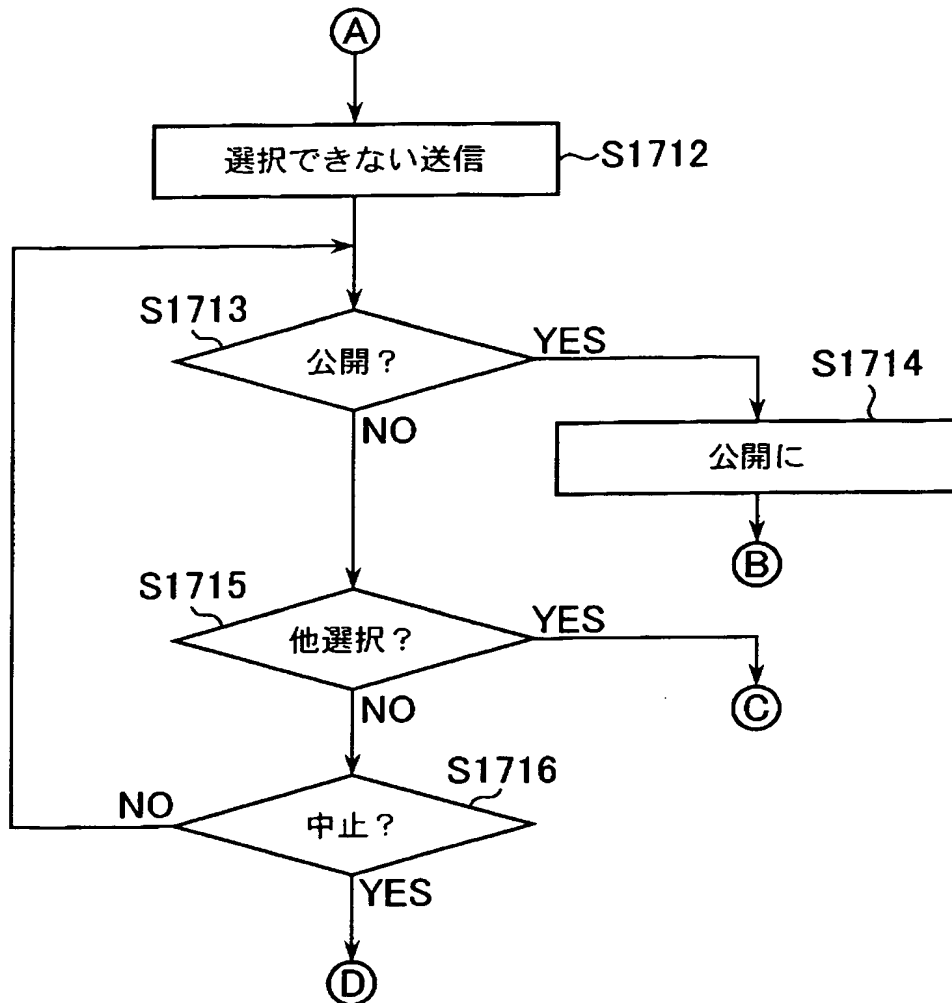 A
選択できない送信
S1712
S1713
公開？
YES
NO
S1714
公開に
B
S1715
他選択？
YES
NO
C
S1716
中止？
NO
YES
D